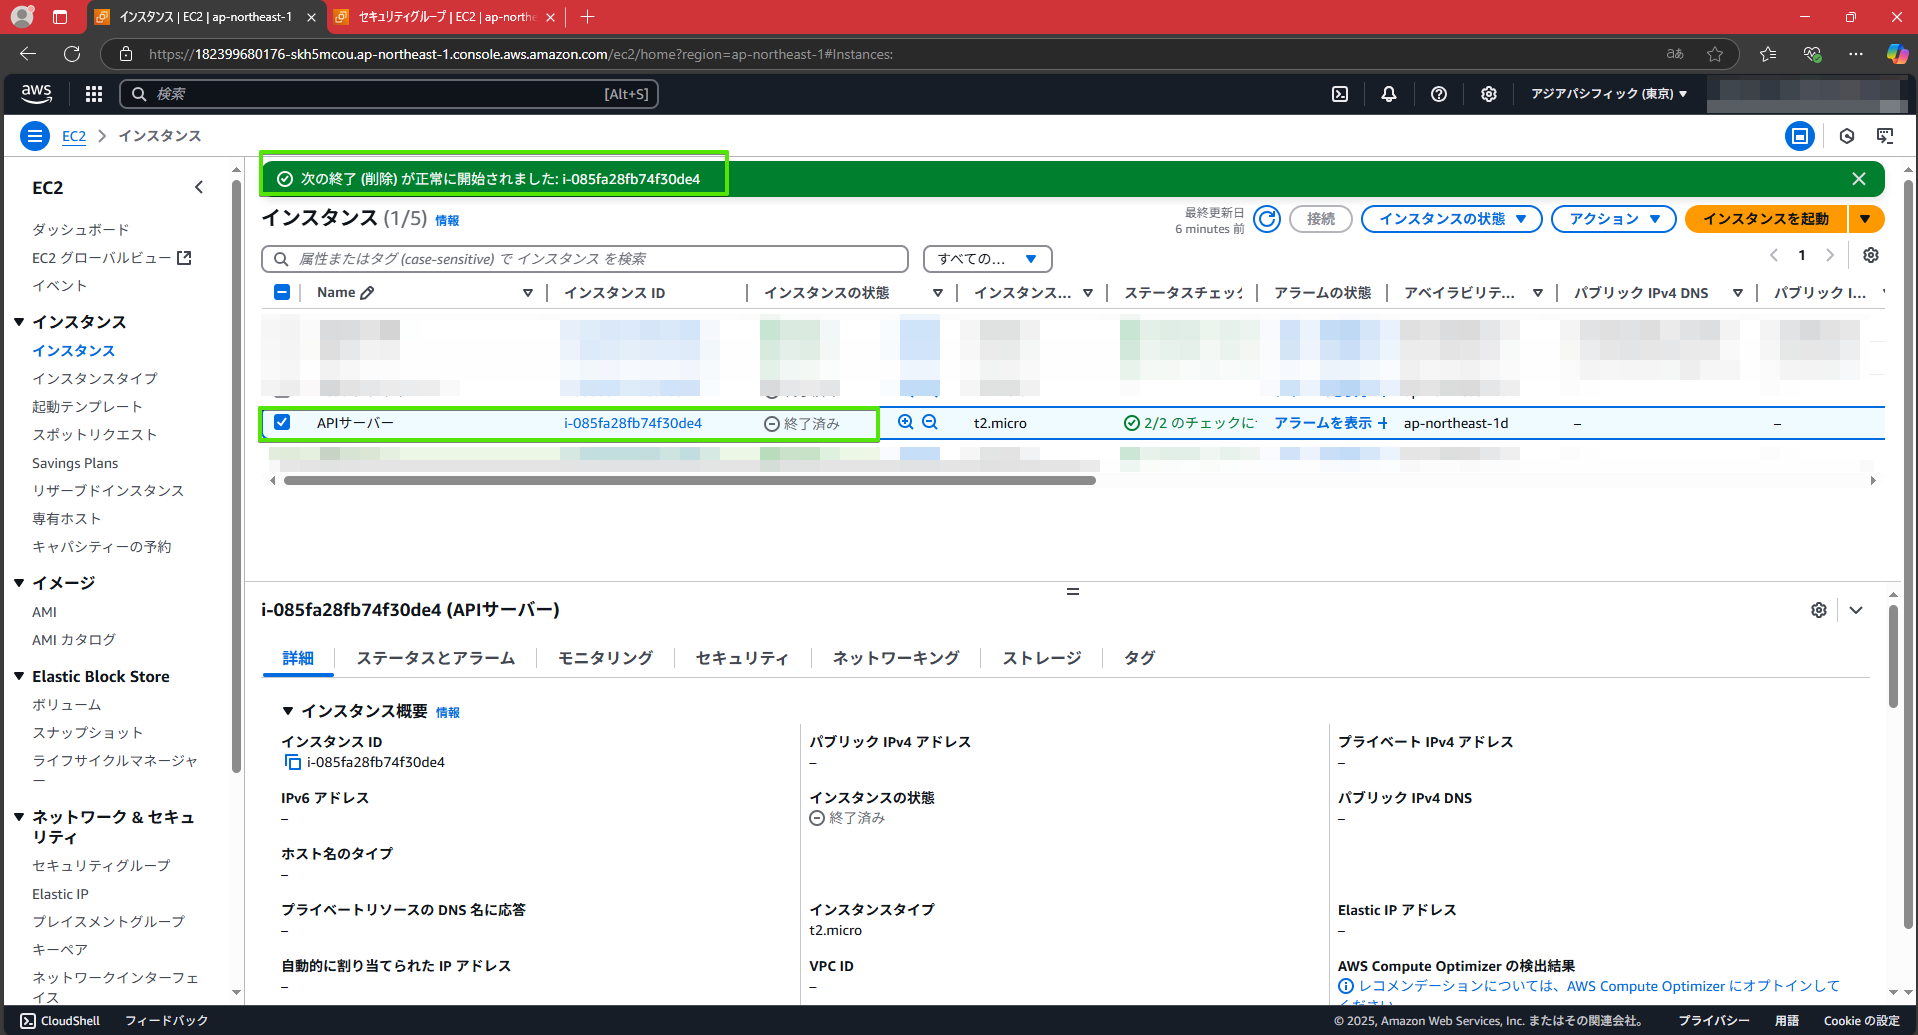 インスタンス | EC2 | ap-northeast-1
セキュリティグループ | EC2 | ap-northe
https://182399680176-skh5mcou.ap-northeast-1.console.aws.amazon.com/ec2/home?region=ap-northeast-1#Instances:
aあ
aws
検索
[Alt+S]
アジアパシフィック (東京)
EC2
インスタンス
EC2
ダッシュボード
EC2 グローバルビュー
イベント
インスタンス
インスタンス
インスタンスタイプ
起動テンプレート
スポットリクエスト
Savings Plans
リザーブドインスタンス
専有ホスト
キャパシティーの予約
イメージ
AMI
AMI カタログ
Elastic Block Store
ボリューム
スナップショット
ライフサイクルマネージャ
ー
ネットワーク & セキュ
リティ
セキュリティグループ
Elastic IP
プレイスメントグループ
キーペア
ネットワークインターフェ
イス
次の終了 (削除) が正常に開始されました: i-085fa28fb74f30de4
インスタンス (1/5) 情報
最終更新日
6 minutes 前
接続
インスタンスの状態
アクション
インスタンスを起動
属性またはタグ (case-sensitive) で インスタンス を検索
すべての...
1
Name
インスタンス ID
インスタンスの状態
インスタンス...
ステータスチェック
アラームの状態
アベイラビリテ...
パブリック IPv4 DNS
パブリック I...
APIサーバー
i-085fa28fb74f30de4
終了済み
t2.micro
2/2 のチェックに
アラームを表示 +
ap-northeast-1d
–
–
i-085fa28fb74f30de4 (APIサーバー)
詳細
ステータスとアラーム
モニタリング
セキュリティ
ネットワーキング
ストレージ
タグ
インスタンス概要 情報
インスタンス ID
i-085fa28fb74f30de4
パブリック IPv4 アドレス
–
プライベート IPv4 アドレス
–
IPv6 アドレス
–
インスタンスの状態
終了済み
パブリック IPv4 DNS
–
ホスト名のタイプ
–
プライベートリソースの DNS 名に応答
–
インスタンスタイプ
t2.micro
Elastic IP アドレス
–
自動的に割り当てられた IP アドレス
–
VPC ID
–
AWS Compute Optimizer の検出結果
レコメンデーションについては、AWS Compute Optimizer にオプトインして
ください
CloudShell
フィードバック
© 2025, Amazon Web Services, Inc. またはその関連会社。
プライバシー
用語
Cookie の設定